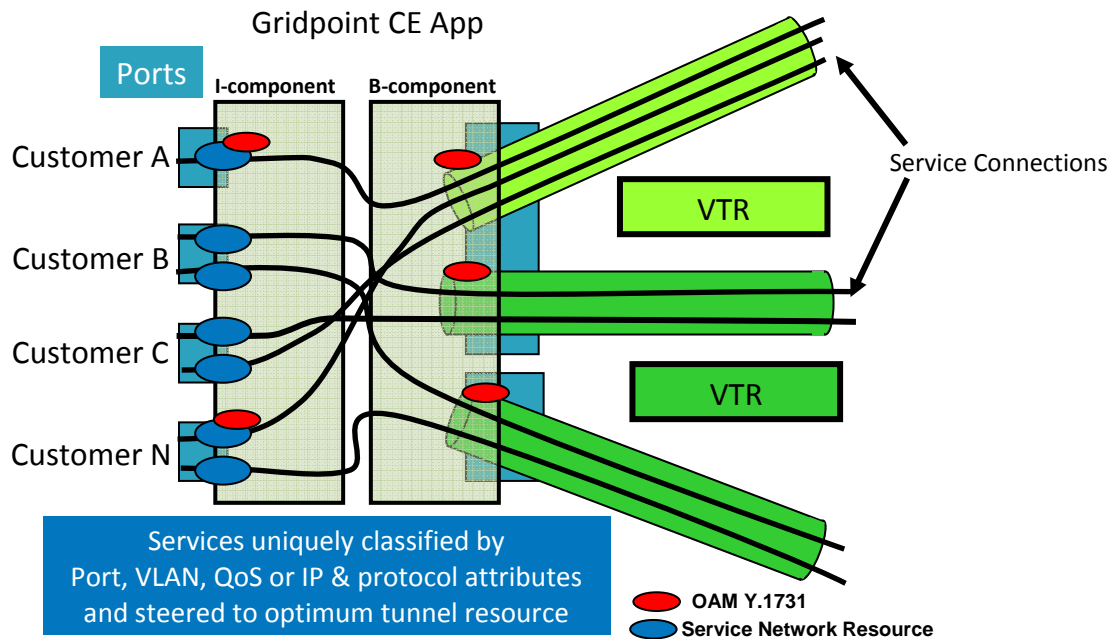 Gridpoint CE App
Ports
I-component
B-component
Customer A
Customer B
Customer C
Customer N
Service Connections
VTR
VTR
Services uniquely classified by
Port, VLAN, QoS or IP & protocol attributes
and steered to optimum tunnel resource
OAM Y.1731
Service Network Resource